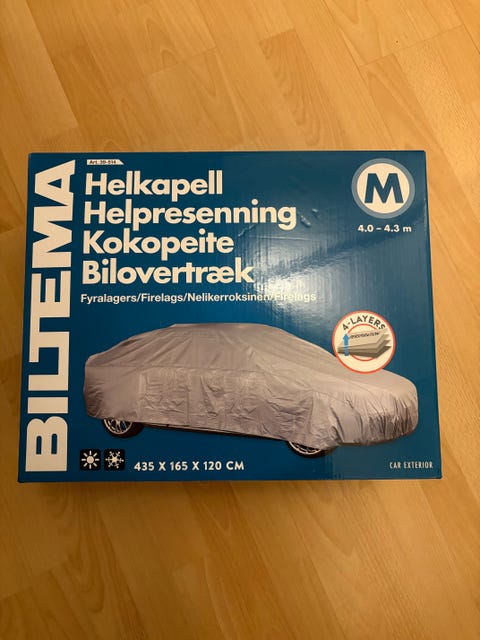 BILTEMA
Art. 39-514
Helkapell
Helpresenning
Kokopeite
Bilovertræk
Fyralagers/Firelags/Nelikerroksinen/Firelags
M
4.0 – 4.3 m
4-LAYERS
435 X 165 X 120 CM
CAR EXTERIOR